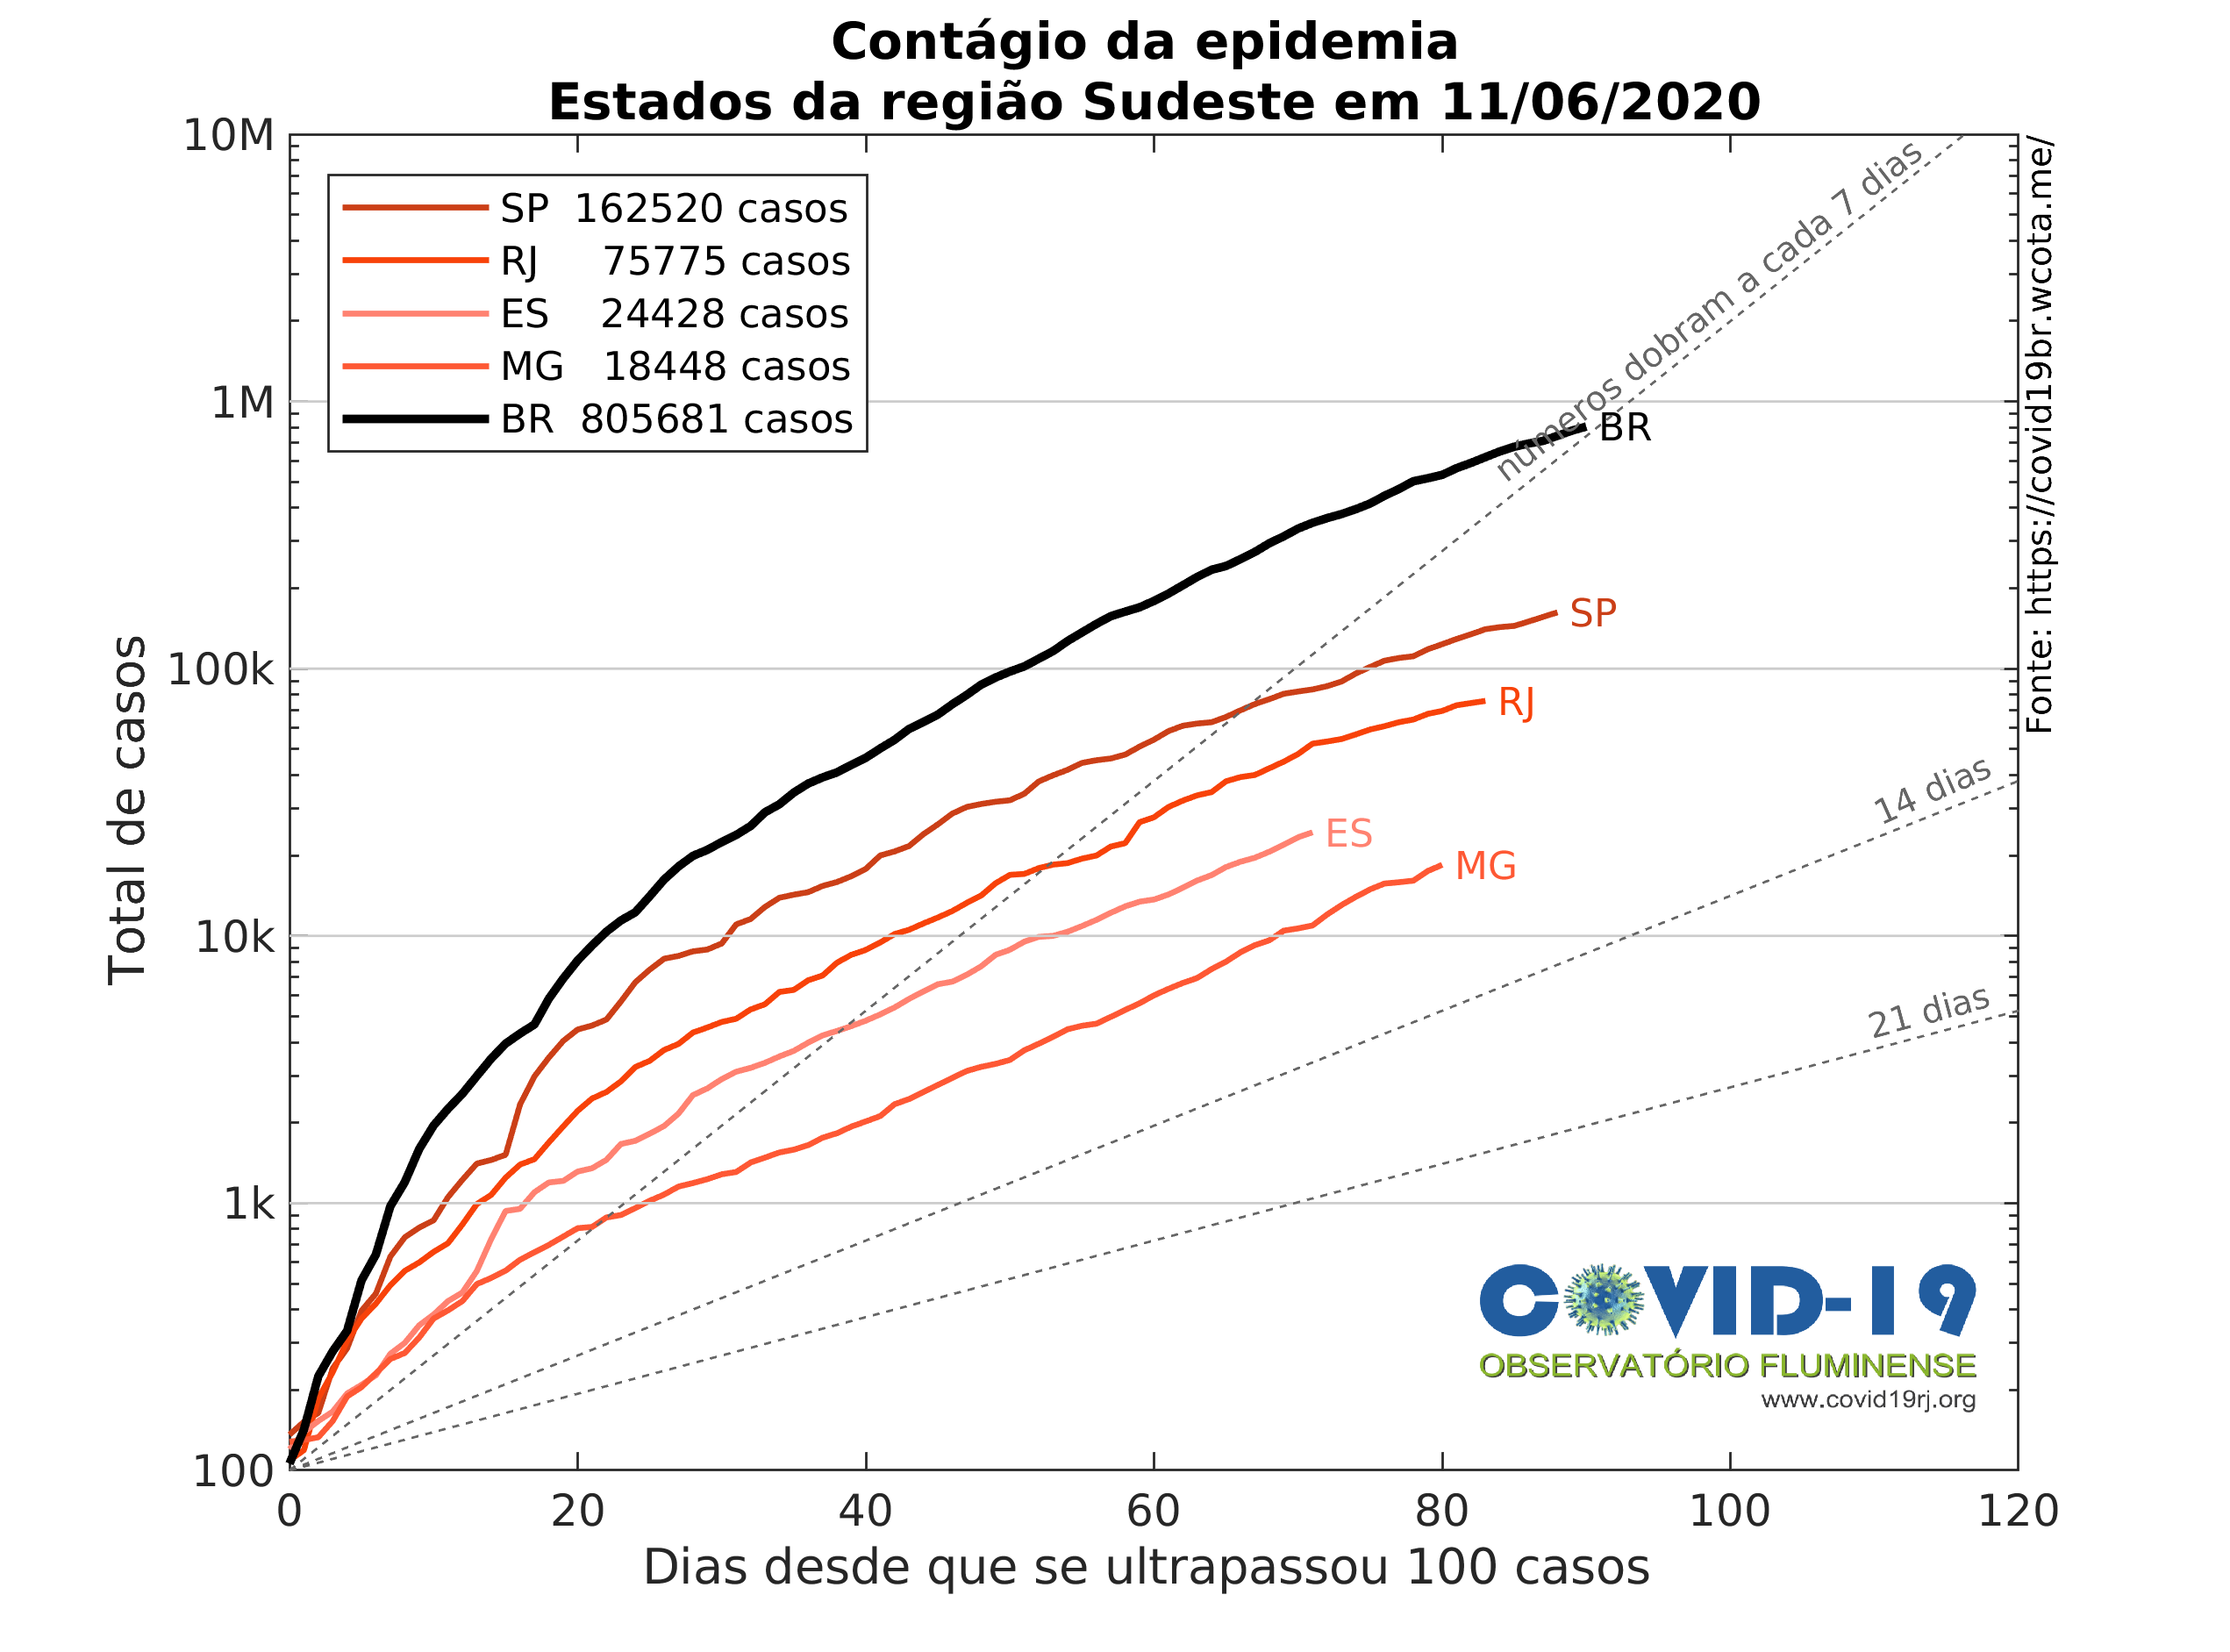 Contágio da epidemia
Estados da região Sudeste em 11/06/2020
10M
1M
100k
10k
1k
100
Total de casos
SP 162520 casos
RJ 75775 casos
ES 24428 casos
MG 18448 casos
BR 805681 casos
números dobram a cada 7 dias
BR
SP
RJ
ES
MG
14 dias
21 dias
Fonte: https://covid19br.wcota.me/
COVID-19
OBSERVATÓRIO FLUMINENSE
www.covid19rj.org
0 20 40 60 80 100 120
Dias desde que se ultrapassou 100 casos